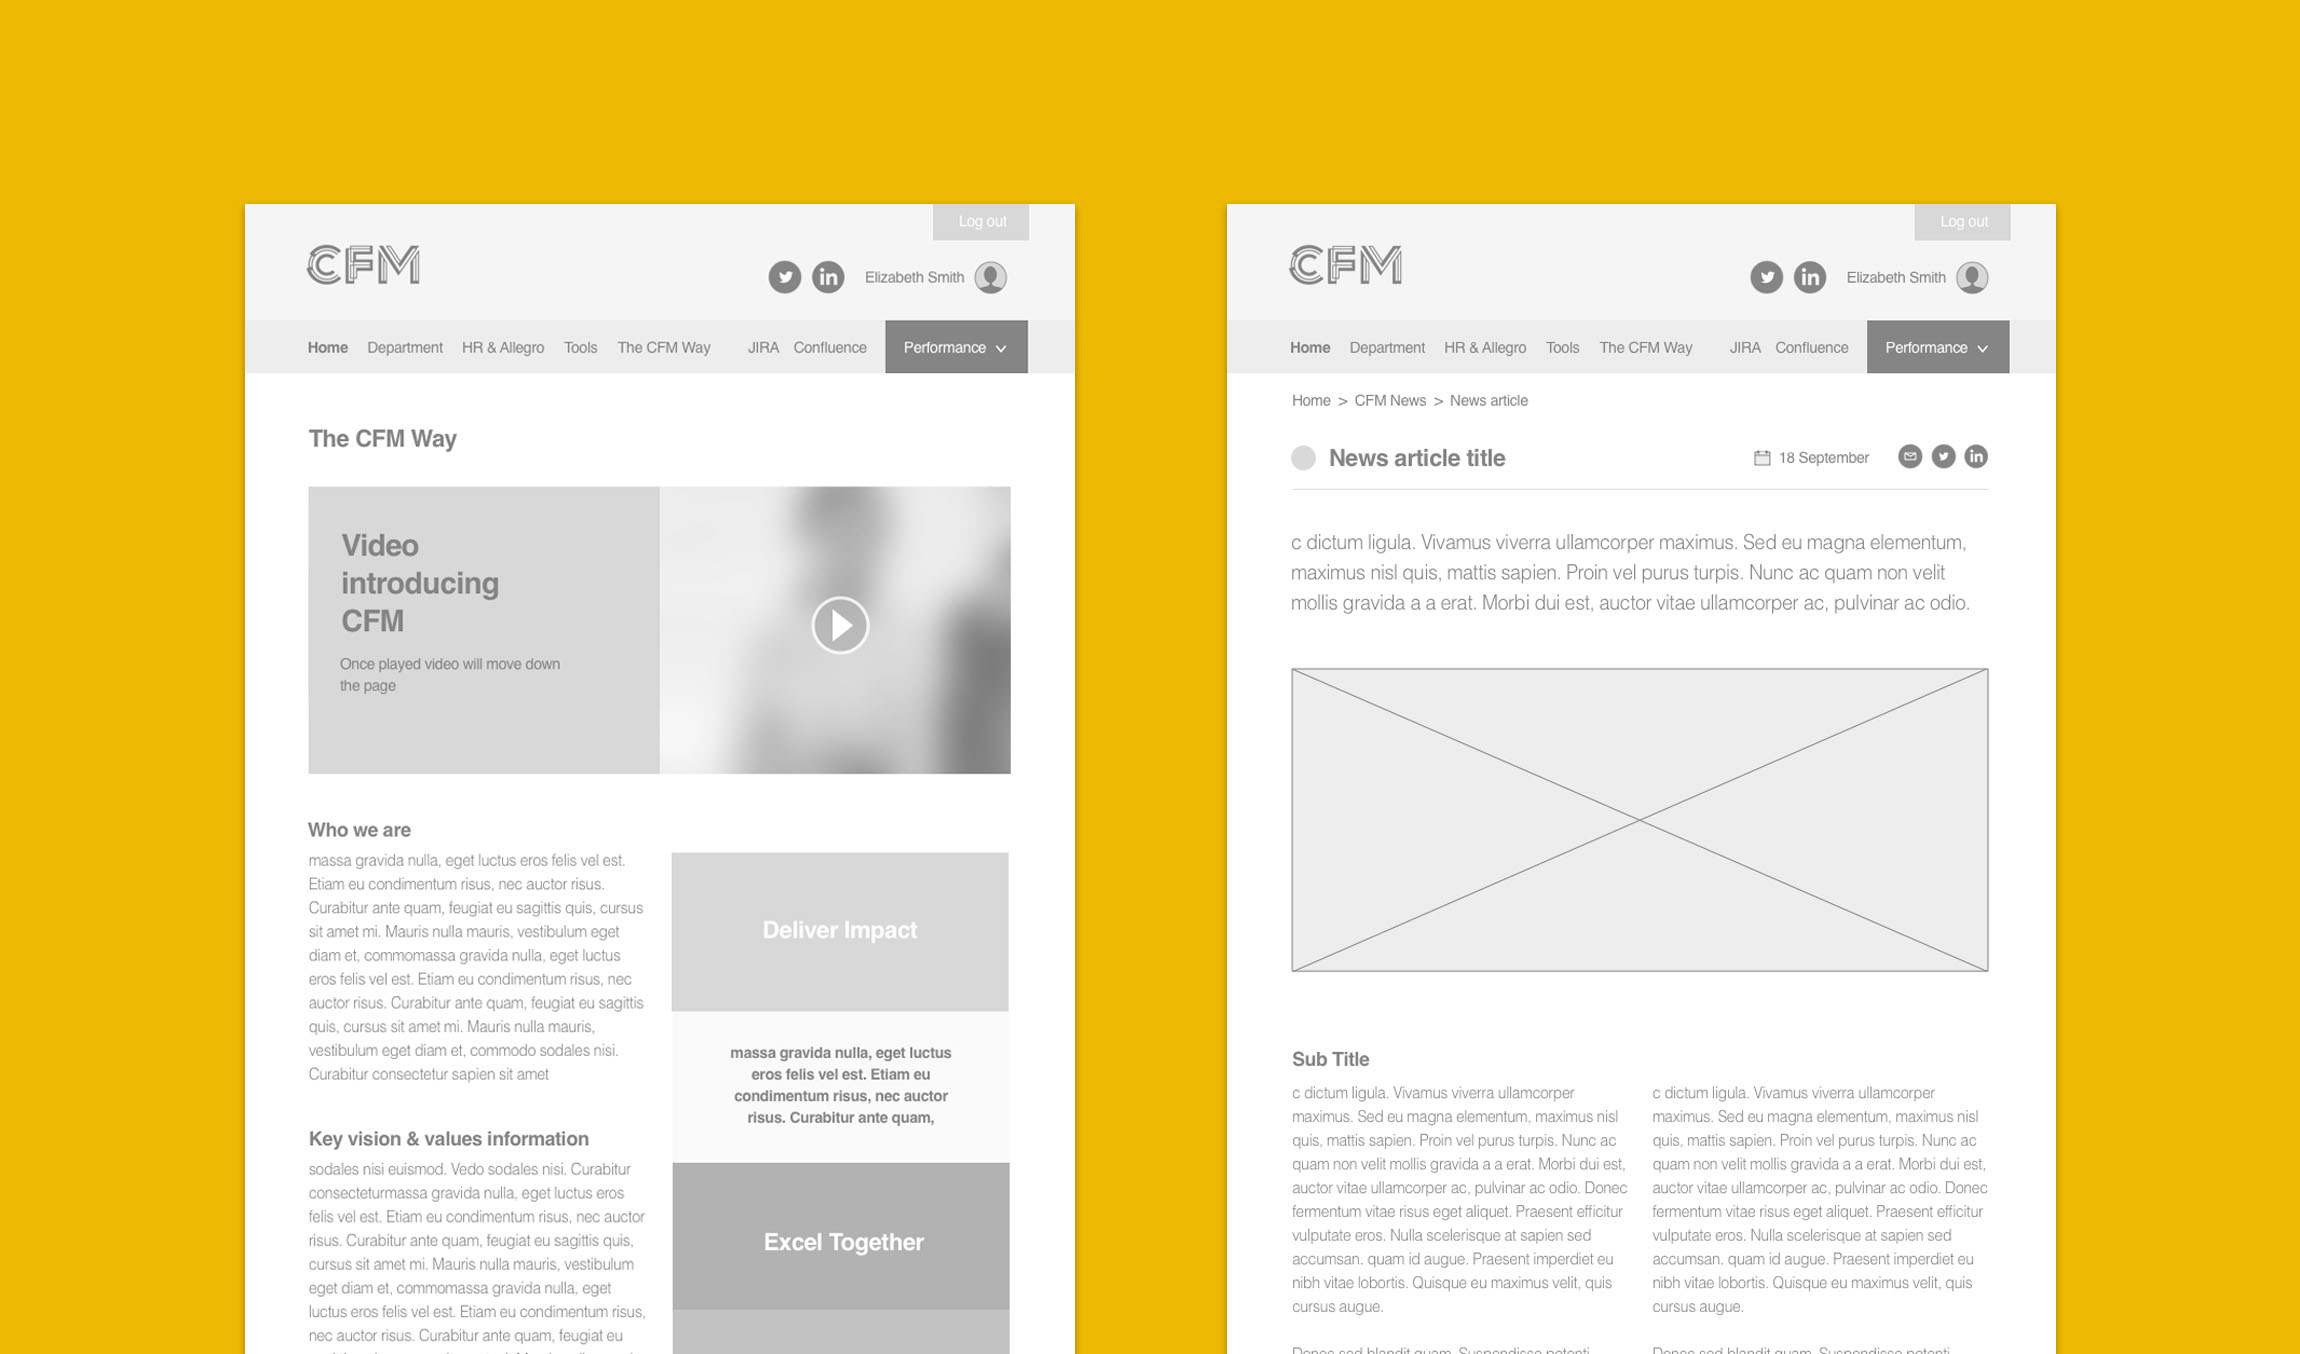 Log out
CFM
Elizabeth Smith
Home Department HR & Allegro Tools The CFM Way JIRA Confluence Performance
The CFM Way
Video
introducing
CFM
Once played video will move down
the page
Who we are
massa gravida nulla, eget luctus eros felis vel est.
Etiam eu condimentum risus, nec auctor risus.
Curabitur ante quam, feugiat eu sagittis quis, cursus
sit amet mi. Mauris nulla mauris, vestibulum eget
diam et, commomassa gravida nulla, eget luctus
eros felis vel est. Etiam eu condimentum risus, nec
auctor risus. Curabitur ante quam, feugiat eu sagittis
quis, cursus sit amet mi. Mauris nulla mauris,
vestibulum eget diam et, commodo sodales nisi.
Curabitur consectetur sapien sit amet
Key vision & values information
sodales nisi euismod. Vedo sodales nisi. Curabitur
consecteturmassa gravida nulla, eget luctus eros
felis vel est. Etiam eu condimentum risus, nec auctor
risus. Curabitur ante quam, feugiat eu sagittis quis,
cursus sit amet mi. Mauris nulla mauris, vestibulum
eget diam et, commomassa gravida nulla, eget
luctus eros felis vel est. Etiam eu condimentum risus,
nec auctor risus. Curabitur ante quam, feugiat eu
Deliver Impact
massa gravida nulla, eget luctus
eros felis vel est. Etiam eu
condimentum risus, nec auctor
risus. Curabitur ante quam,
Excel Together
Log out
CFM
Elizabeth Smith
Home Department HR & Allegro Tools The CFM Way JIRA Confluence Performance
Home > CFM News > News article
News article title
18 September
c dictum ligula. Vivamus viverra ullamcorper maximus. Sed eu magna elementum,
maximus nisl quis, mattis sapien. Proin vel purus turpis. Nunc ac quam non velit
mollis gravida a a erat. Morbi dui est, auctor vitae ullamcorper ac, pulvinar ac odio.
Sub Title
c dictum ligula. Vivamus viverra ullamcorper
maximus. Sed eu magna elementum, maximus nisl
quis, mattis sapien. Proin vel purus turpis. Nunc ac
quam non velit mollis gravida a a erat. Morbi dui est,
auctor vitae ullamcorper ac, pulvinar ac odio. Donec
fermentum vitae risus eget aliquet. Praesent efficitur
vulputate eros. Nulla scelerisque at sapien sed
accumsan. quam id augue. Praesent imperdiet eu
nibh vitae lobortis. Quisque eu maximus velit, quis
cursus augue.
Donec sed blandit quam. Suspendisse potenti
c dictum ligula. Vivamus viverra ullamcorper
maximus. Sed eu magna elementum, maximus nisl
quis, mattis sapien. Proin vel purus turpis. Nunc ac
quam non velit mollis gravida a a erat. Morbi dui est,
auctor vitae ullamcorper ac, pulvinar ac odio. Donec
fermentum vitae risus eget aliquet. Praesent efficitur
vulputate eros. Nulla scelerisque at sapien sed
accumsan. quam id augue. Praesent imperdiet eu
nibh vitae lobortis. Quisque eu maximus velit, quis
cursus augue.
Donec sed blandit quam. Suspendisse potenti